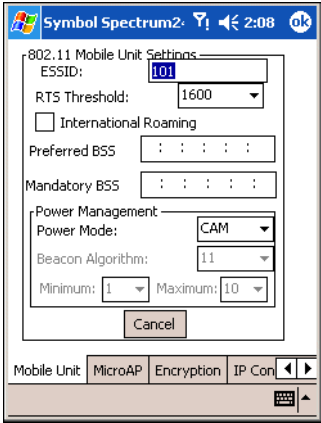 Symbol Spectrum24 2:08 ok
802.11 Mobile Unit Settings
ESSID: 101
RTS Threshold: 1600
International Roaming
Preferred BSS : : : : :
Mandatory BSS : : : : :
Power Management
Power Mode: CAM
Beacon Algorithm: 11
Minimum: 1 Maximum: 10
Cancel
Mobile Unit MicroAP Encryption IP Con